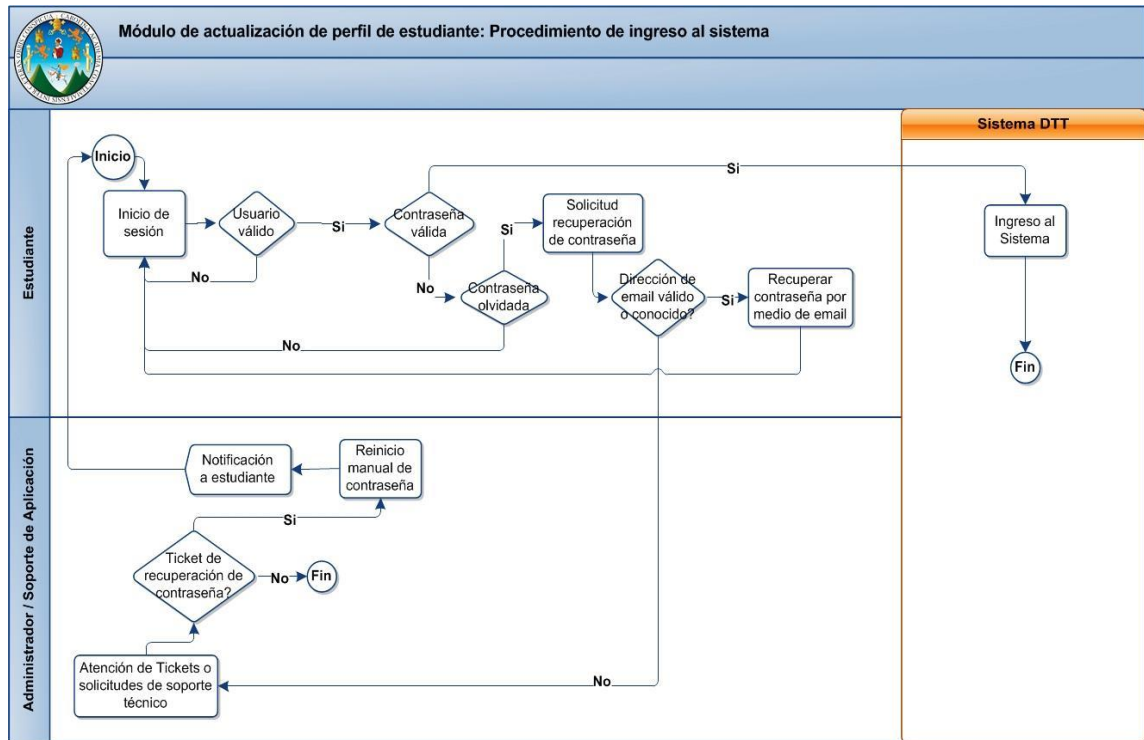 Módulo de actualización de perfil de estudiante: Procedimiento de ingreso al sistema
Sistema DTT
Estudiante
Inicio
Inicio de
sesión
Usuario
válido
Si
No
Contraseña
válida
Si
No
Contraseña
olvidada
Si
No
Solicitud
recuperación
de contraseña
Dirección de
email válido
o conocido?
Si
No
Recuperar
contraseña por
medio de email
Ingreso al
Sistema
Fin
Administrador / Soporte de Aplicación
Notificación
a estudiante
Reinicio
manual de
contraseña
Si
Ticket de
recuperación de
contraseña?
No
Fin
Atención de Tickets o
solicitudes de soporte
técnico